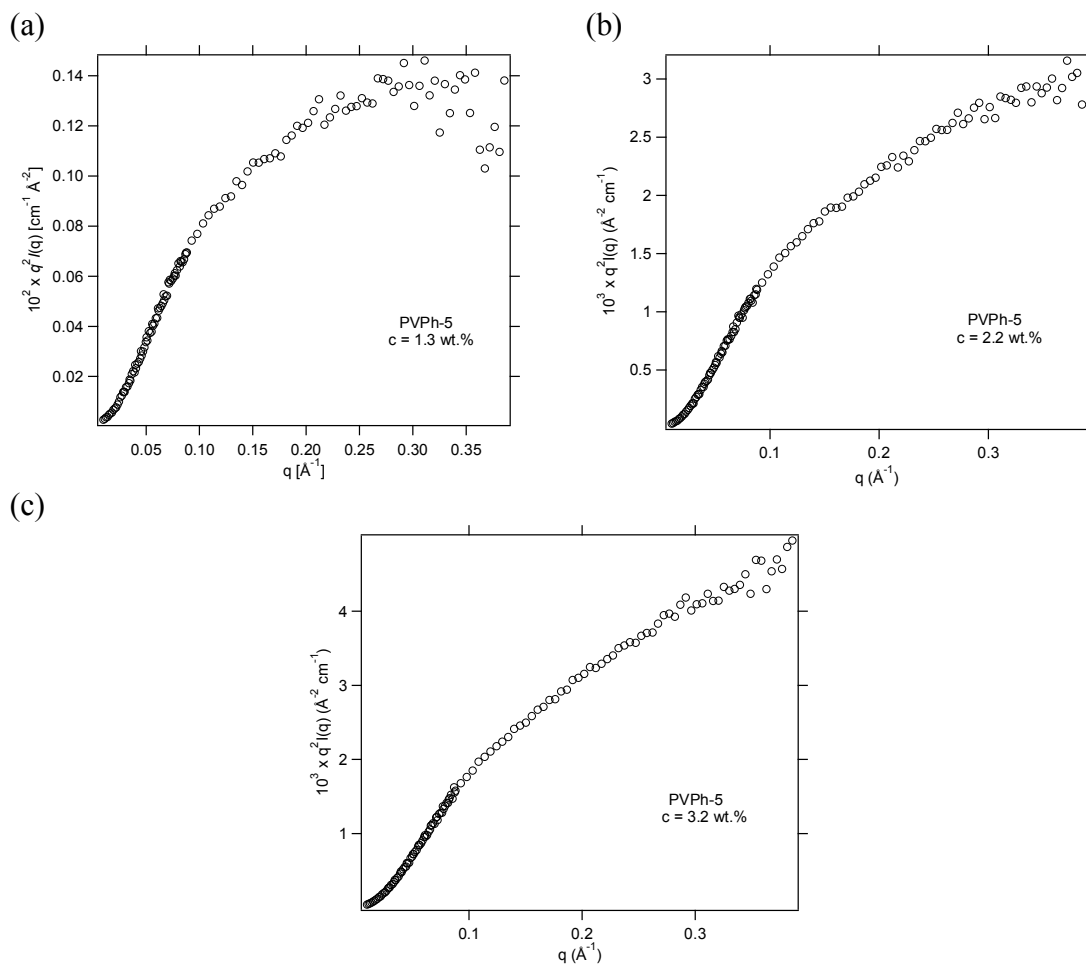 (a)
0.14
0.12
0.10
0.08
0.06
0.04
0.02
10² x q² I(q) [cm⁻¹ Å⁻²]
PVPh-5
c = 1.3 wt.%
0.05 0.10 0.15 0.20 0.25 0.30 0.35
q [Å⁻¹]
(b)
3
2.5
2
1.5
1
0.5
10³ x q² I(q) (Å⁻² cm⁻¹)
PVPh-5
c = 2.2 wt.%
0.1 0.2 0.3
q (Å⁻¹)
(c)
4
3
2
1
10³ x q² I(q) (Å⁻² cm⁻¹)
PVPh-5
c = 3.2 wt.%
0.1 0.2 0.3
q (Å⁻¹)